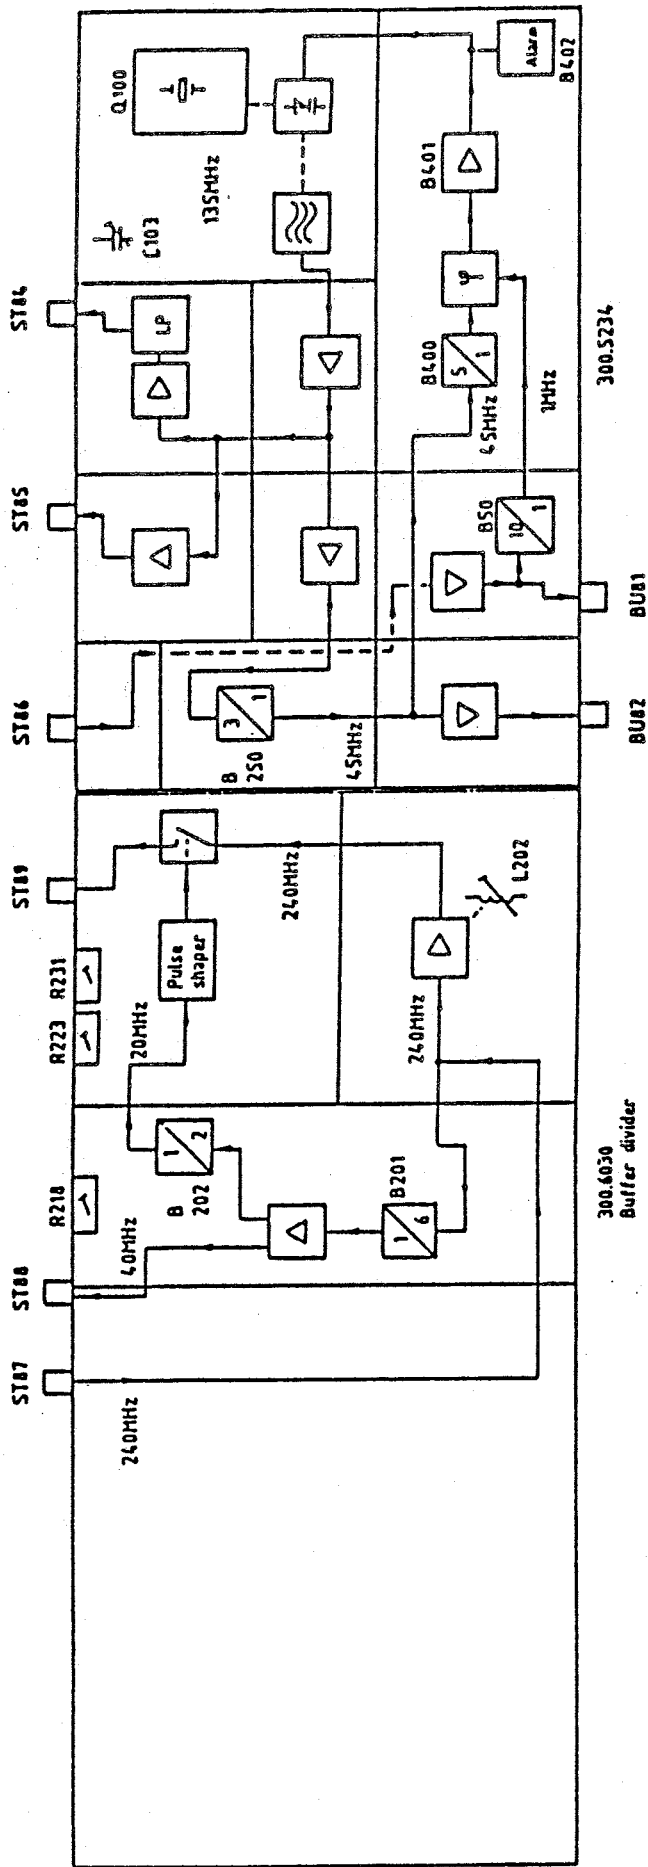 ST87
ST88
ST89
ST86
ST85
ST84
R218
R223
R231
240MHz
40MHz
B
202
1
2
20MHz
Pulse
shaper
240MHz
B201
1
6
240MHz
L202
B
250
3
1
45MHz
C103
135MHz
Q100
LP
B50
10
1
1MHz
45MHz
B400
5
1
φ
B401
Alarm
B402
300.6030
Buffer divider
BU82
BU81
300.5234